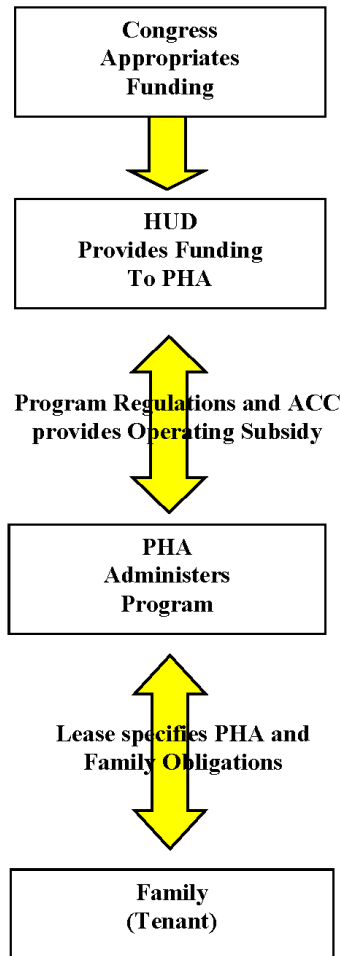 Congress
Appropriates
Funding
HUD
Provides Funding
To PHA
Program Regulations and ACC
provides Operating Subsidy
PHA
Administers
Program
Lease specifies PHA and
Family Obligations
Family
(Tenant)